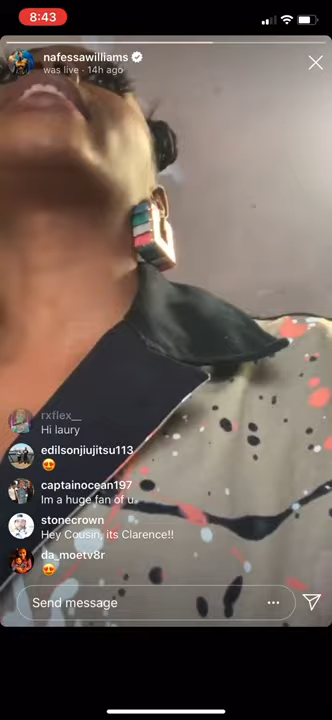 8:43
nafessawilliams
was live · 14h ago
rxflex__
Hi laury
edilsonjiujitsu113
😍
captainocean197
Im a huge fan of u
stonecrown
Hey Cousin, its Clarence!!
da_moetv8r
😍
Send message